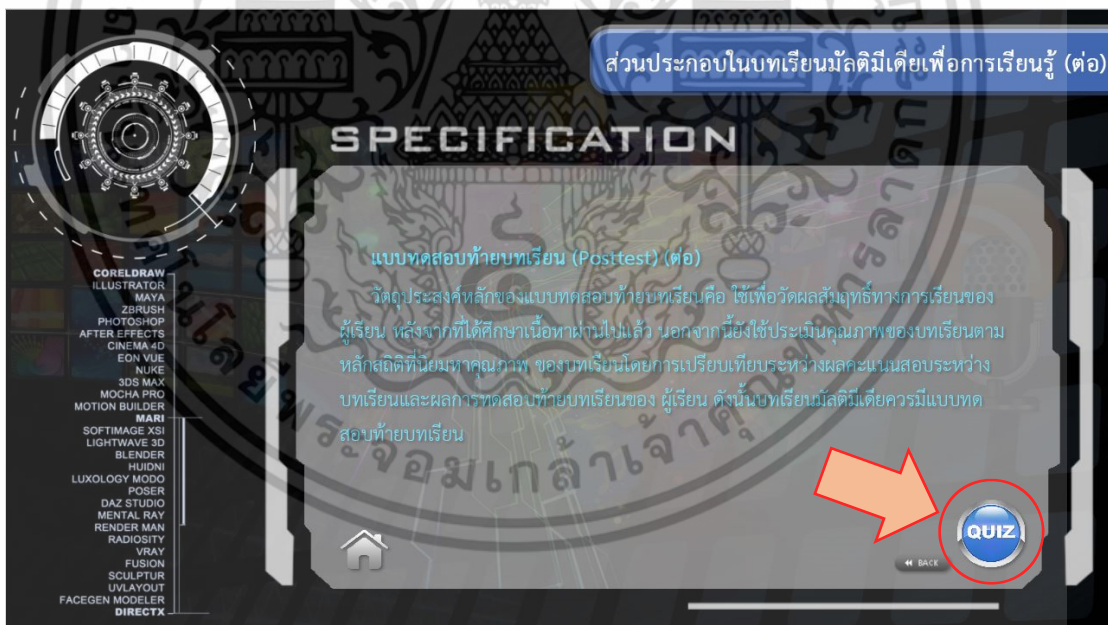 ส่วนประกอบในบทเรียนมัลติมีเดียเพื่อการเรียนรู้ (ต่อ)
SPECIFICATION
แบบทดสอบท้ายบทเรียน (Posttest) (ต่อ)
วัตถุประสงค์หลักของแบบทดสอบท้ายบทเรียนคือ ใช้เพื่อวัดผลสัมฤทธิ์ทางการเรียนของ
ผู้เรียน หลังจากที่ได้ศึกษาเนื้อหาผ่านไปแล้ว นอกจากนี้ยังใช้ประเมินคุณภาพของบทเรียนตาม
หลักสถิติที่นิยมหาคุณภาพ ของบทเรียนโดยการเปรียบเทียบระหว่างผลคะแนนสอบระหว่าง
บทเรียนและผลการทดสอบท้ายบทเรียนของ ผู้เรียน ดังนั้นบทเรียนมัลติมีเดียควรมีแบบทด
สอบท้ายบทเรียน
CORELDRAW
ILLUSTRATOR
MAYA
ZBRUSH
PHOTOSHOP
AFTER EFFECTS
CINEMA 4D
EON VUE
NUKE
3DS MAX
MOCHA PRO
MOTION BUILDER
MARI
SOFTIMAGE XSI
LIGHTWAVE 3D
BLENDER
HUIDNI
LUXOLOGY MODO
POSER
DAZ STUDIO
MENTAL RAY
RENDER MAN
RADIOSITY
VRAY
FUSION
SCULPTUR
UVLAYOUT
FACEGEN MODELER
DIRECTX
BACK
QUIZ